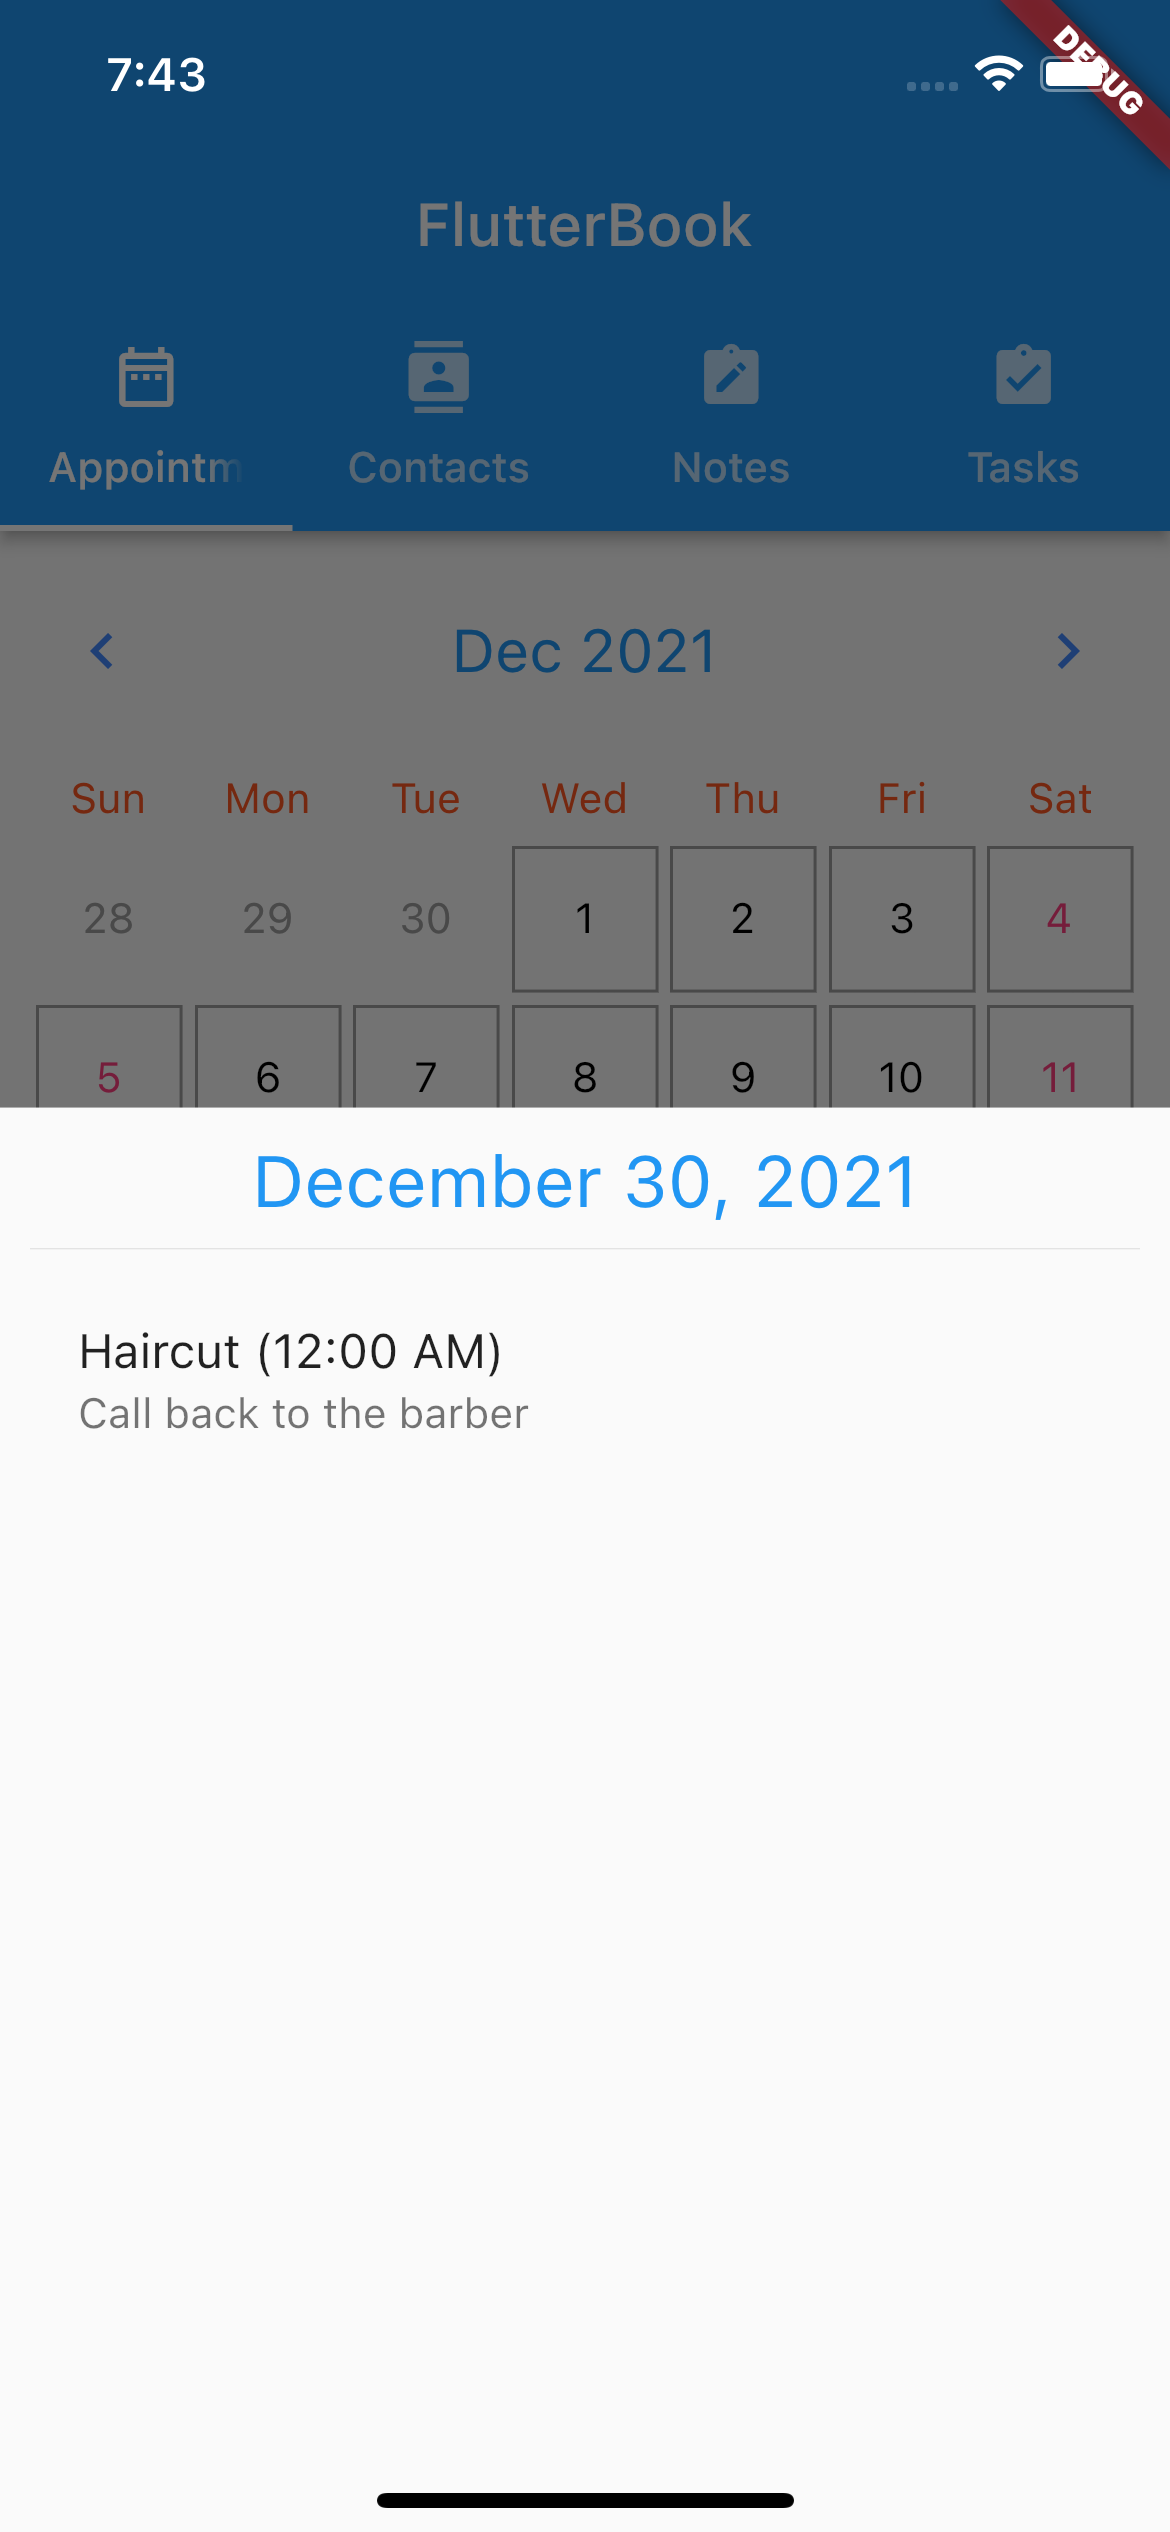 7:43
DEBUG
FlutterBook
Appointm
Contacts
Notes
Tasks
Dec 2021
Sun Mon Tue Wed Thu Fri Sat
28 29 30 1 2 3 4
5 6 7 8 9 10 11
December 30, 2021
Haircut (12:00 AM)
Call back to the barber